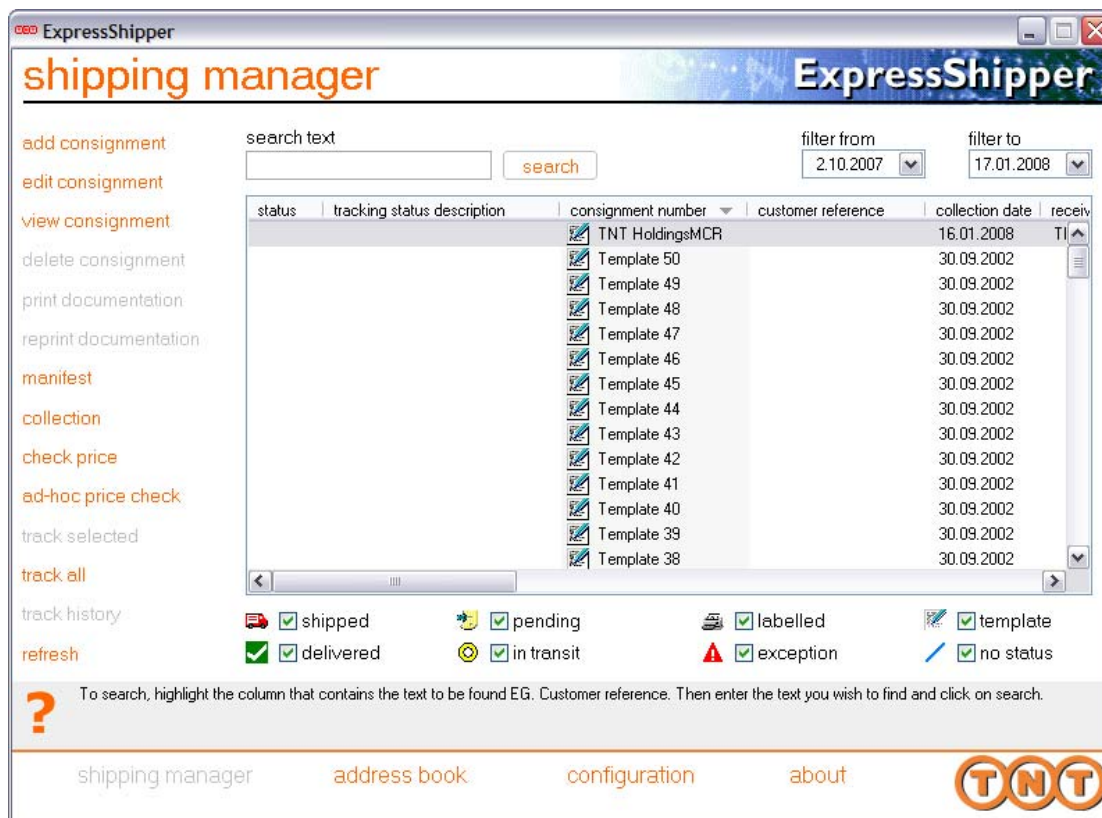 ExpressShipper
shipping manager
ExpressShipper
add consignment
edit consignment
view consignment
delete consignment
print documentation
reprint documentation
manifest
collection
check price
ad-hoc price check
track selected
track all
track history
refresh
search text
search
filter from
filter to
2.10.2007
17.01.2008
status tracking status description consignment number customer reference collection date receiv
TNT HoldingsMCR 16.01.2008
Template 50 30.09.2002
Template 49 30.09.2002
Template 48 30.09.2002
Template 47 30.09.2002
Template 46 30.09.2002
Template 45 30.09.2002
Template 44 30.09.2002
Template 43 30.09.2002
Template 42 30.09.2002
Template 41 30.09.2002
Template 40 30.09.2002
Template 39 30.09.2002
Template 38 30.09.2002
shipped pending labelled template
delivered in transit exception no status
? To search, highlight the column that contains the text to be found EG. Customer reference. Then enter the text you wish to find and click on search.
shipping manager address book configuration about
TNT